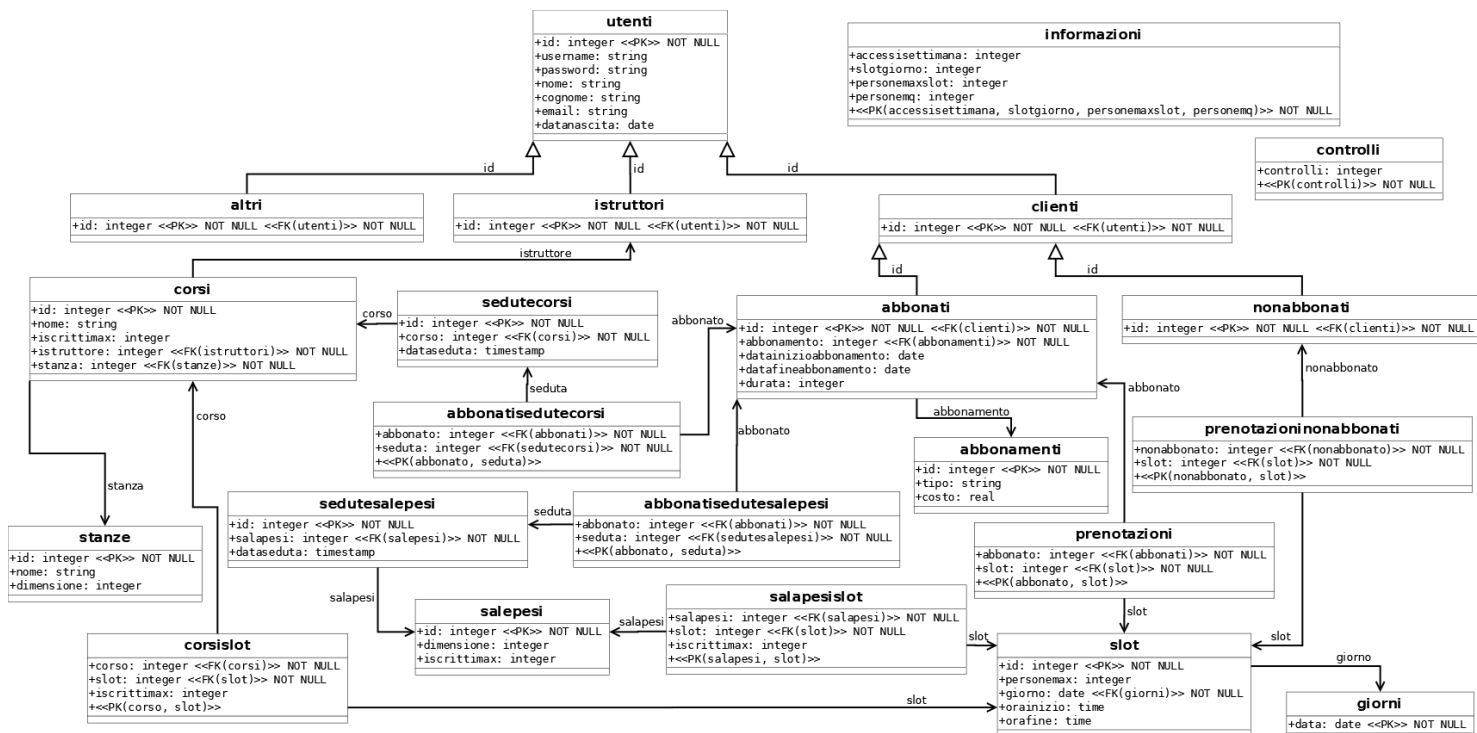 utenti
+id: integer <<PK>> NOT NULL
+username: string
+password: string
+nome: string
+cognome: string
+email: string
+datanascita: date
informazioni
+accessisettimana: integer
+slotgiorno: integer
+personemaxslot: integer
+personemq: integer
+<<PK(accessisettimana, slotgiorno, personemaxslot, personemq)>> NOT NULL
controlli
+controlli: integer
+<<PK(controlli)>> NOT NULL
id
id
id
altri
+id: integer <<PK>> NOT NULL <<FK(utenti)>> NOT NULL
istruttori
+id: integer <<PK>> NOT NULL <<FK(utenti)>> NOT NULL
clienti
+id: integer <<PK>> NOT NULL <<FK(utenti)>> NOT NULL
istruttore
id
id
corsi
+id: integer <<PK>> NOT NULL
+nome: string
+iscrittimax: integer
+istruttore: integer <<FK(istruttori)>> NOT NULL
+stanza: integer <<FK(stanze)>> NOT NULL
corso
sedutecorsi
+id: integer <<PK>> NOT NULL
+corso: integer <<FK(corsi)>> NOT NULL
+dataseduta: timestamp
abbonato
abbonati
+id: integer <<PK>> NOT NULL <<FK(clienti)>> NOT NULL
+abbonamento: integer <<FK(abbonamenti)>> NOT NULL
+datainizioabbonamento: date
+datafineabbonamento: date
+durata: integer
nonabbonati
+id: integer <<PK>> NOT NULL <<FK(clienti)>> NOT NULL
nonabbonato
seduta
abbonato
corso
abbonatisedutecorsi
+abbonato: integer <<FK(abbonati)>> NOT NULL
+seduta: integer <<FK(sedutecorsi)>> NOT NULL
+<<PK(abbonato, seduta)>>
abbonato
abbonamento
abbonamenti
+id: integer <<PK>> NOT NULL
+tipo: string
+costo: real
prenotazioninonabbonati
+nonabbonato: integer <<FK(nonabbonato)>> NOT NULL
+slot: integer <<FK(slot)>> NOT NULL
+<<PK(nonabbonato, slot)>>
stanza
sedutesalepesi
+id: integer <<PK>> NOT NULL
+salapesi: integer <<FK(salepesi)>> NOT NULL
+dataseduta: timestamp
seduta
abbonatisedutesalepesi
+abbonato: integer <<FK(abbonati)>> NOT NULL
+seduta: integer <<FK(sedutesalepesi)>> NOT NULL
+<<PK(abbonato, seduta)>>
stanze
+id: integer <<PK>> NOT NULL
+nome: string
+dimensione: integer
prenotazioni
+abbonato: integer <<FK(abbonati)>> NOT NULL
+slot: integer <<FK(slot)>> NOT NULL
+<<PK(abbonato, slot)>>
salapesi
salepesi
+id: integer <<PK>> NOT NULL
+dimensione: integer
+iscrittimax: integer
salapesi
salapesislot
+salapesi: integer <<FK(salapesi)>> NOT NULL
+slot: integer <<FK(slot)>> NOT NULL
+iscrittimax: integer
+<<PK(salapesi, slot)>>
slot
slot
slot
corsislot
+corso: integer <<FK(corsi)>> NOT NULL
+slot: integer <<FK(slot)>> NOT NULL
+iscrittimax: integer
+<<PK(corso, slot)>>
slot
slot
+id: integer <<PK>> NOT NULL
+personemax: integer
+giorno: date <<FK(giorni)>> NOT NULL
+orainizio: time
+orafine: time
giorno
giorni
+data: date <<PK>> NOT NULL